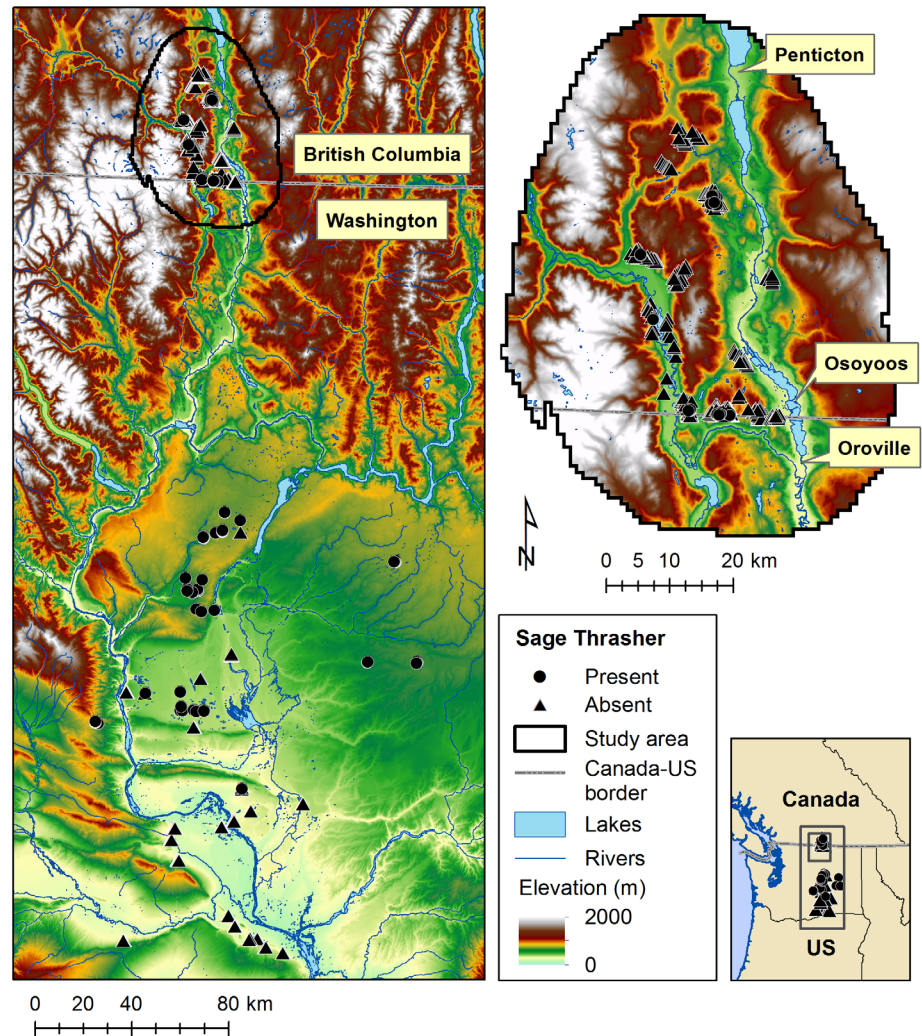 British Columbia
Washington
0 20 40 80 km
Penticton
Osoyoos
Oroville
N
0 5 10 20 km
Sage Thrasher
Present
Absent
Study area
Canada-US
border
Lakes
Rivers
Elevation (m)
2000
0
Canada
US